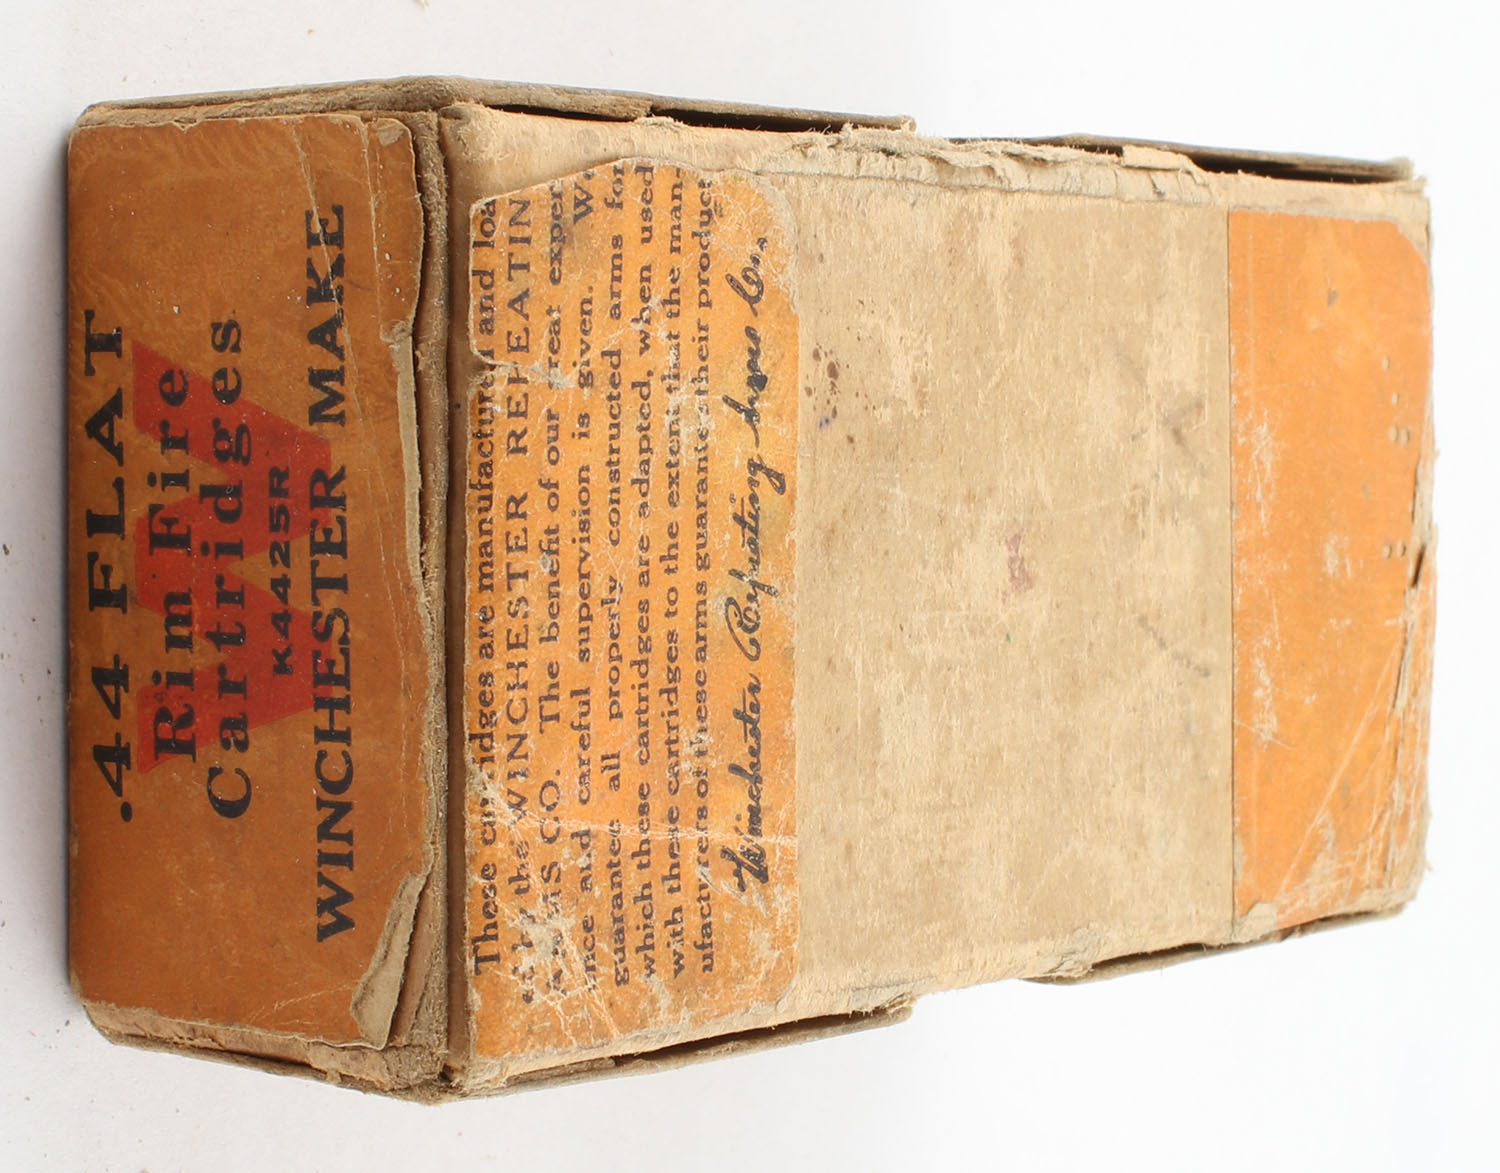 .44 FLAT
Rim Fire
Cartridges
K4425R
WINCHESTER MAKE
These cartridges are manufactured and loa
the WINCHESTER REPEATIN
ARMS CO. The benefit of our great exper
ence and careful supervision is given. We
guarantee all properly constructed arms for
which these cartridges are adapted, when used
with these cartridges to the extent that the man-
ufacturers of these arms guarantee their product
Winchester Repeating Arms Co.,